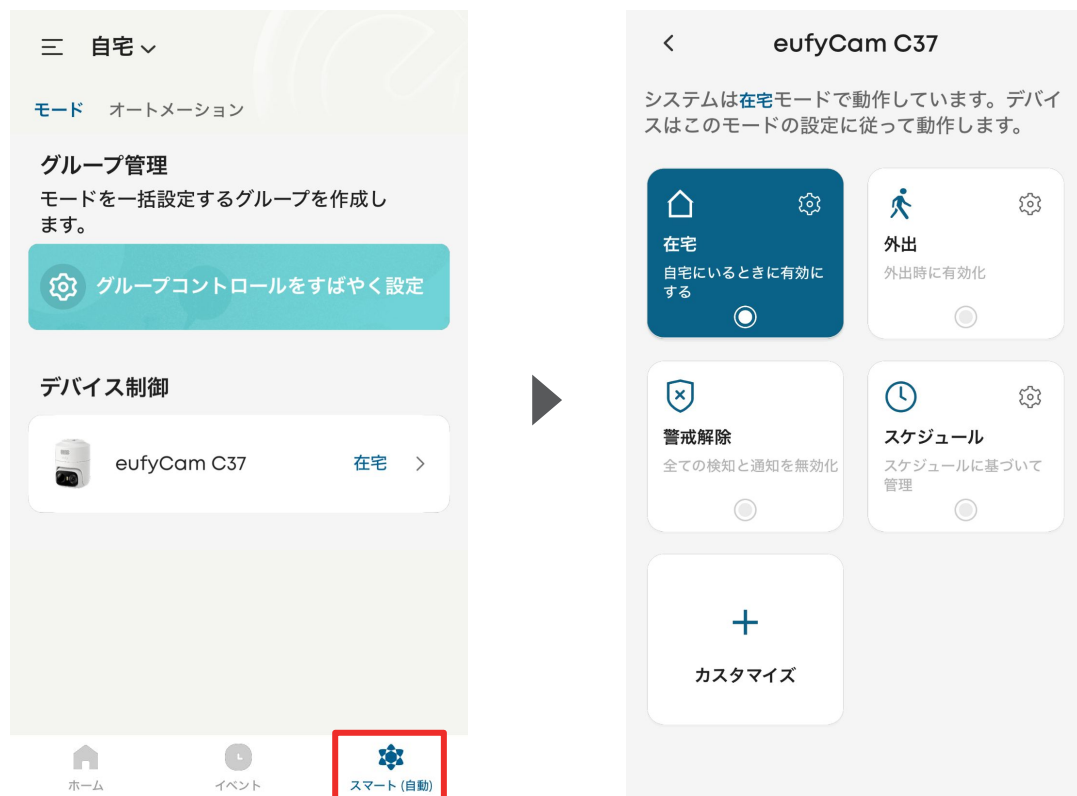 自宅
モード オートメーション
グループ管理
モードを一括設定するグループを作成し
ます。
グループコントロールをすばやく設定
デバイス制御
eufyCam C37 在宅
ホーム イベント スマート (自動)
eufyCam C37
システムは在宅モードで動作しています。デバイ
スはこのモードの設定に従って動作します。
在宅
自宅にいるときに有効に
する
外出
外出時に有効化
警戒解除
全ての検知と通知を無効化
スケジュール
スケジュールに基づいて
管理
カスタマイズ